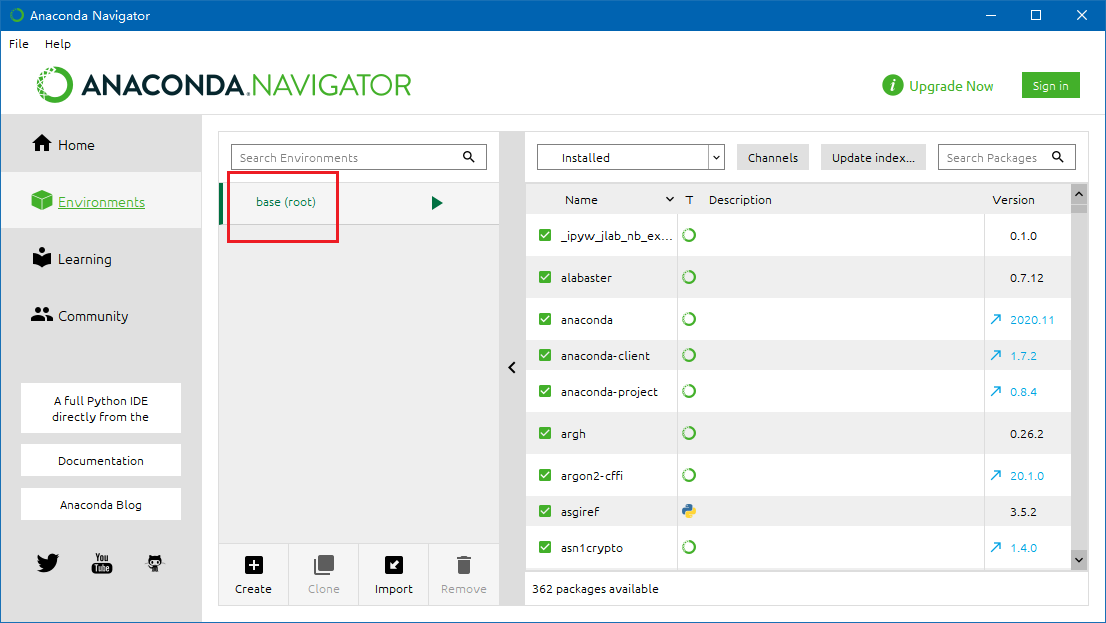 Anaconda Navigator
File Help
ANACONDA.NAVIGATOR
i Upgrade Now Sign in
Home
Environments
Learning
Community
A full Python IDE
directly from the
Documentation
Anaconda Blog
You
Tube
Search Environments
base (root)
Create Clone Import Remove
Installed Channels Update index... Search Packages
Name T Description Version
_ipyw_jlab_nb_ex... 0.1.0
alabaster 0.7.12
anaconda 2020.11
anaconda-client 1.7.2
anaconda-project 0.8.4
argh 0.26.2
argon2-cffi 20.1.0
asgiref 3.5.2
asn1crypto 1.4.0
362 packages available